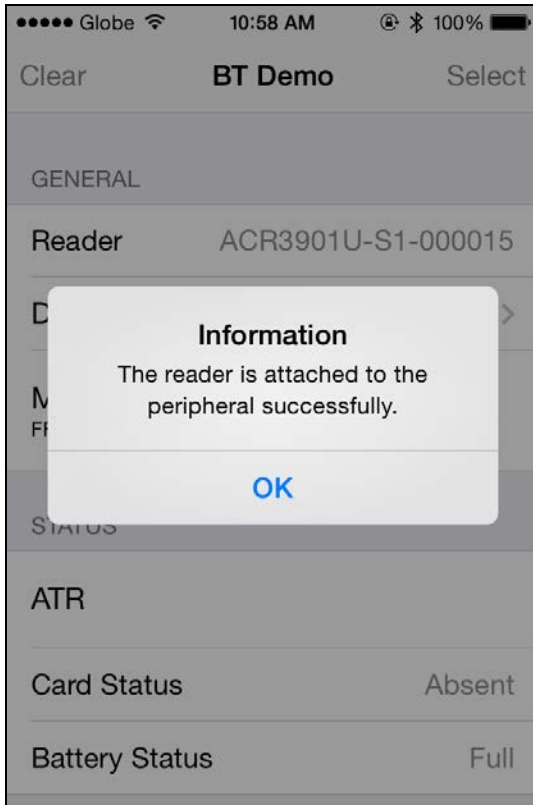 Globe 10:58 AM 100%
Clear BT Demo Select
GENERAL
Reader ACR3901U-S1-000015
D
Information
The reader is attached to the
peripheral successfully.
OK
STATUS
ATR
Card Status Absent
Battery Status Full